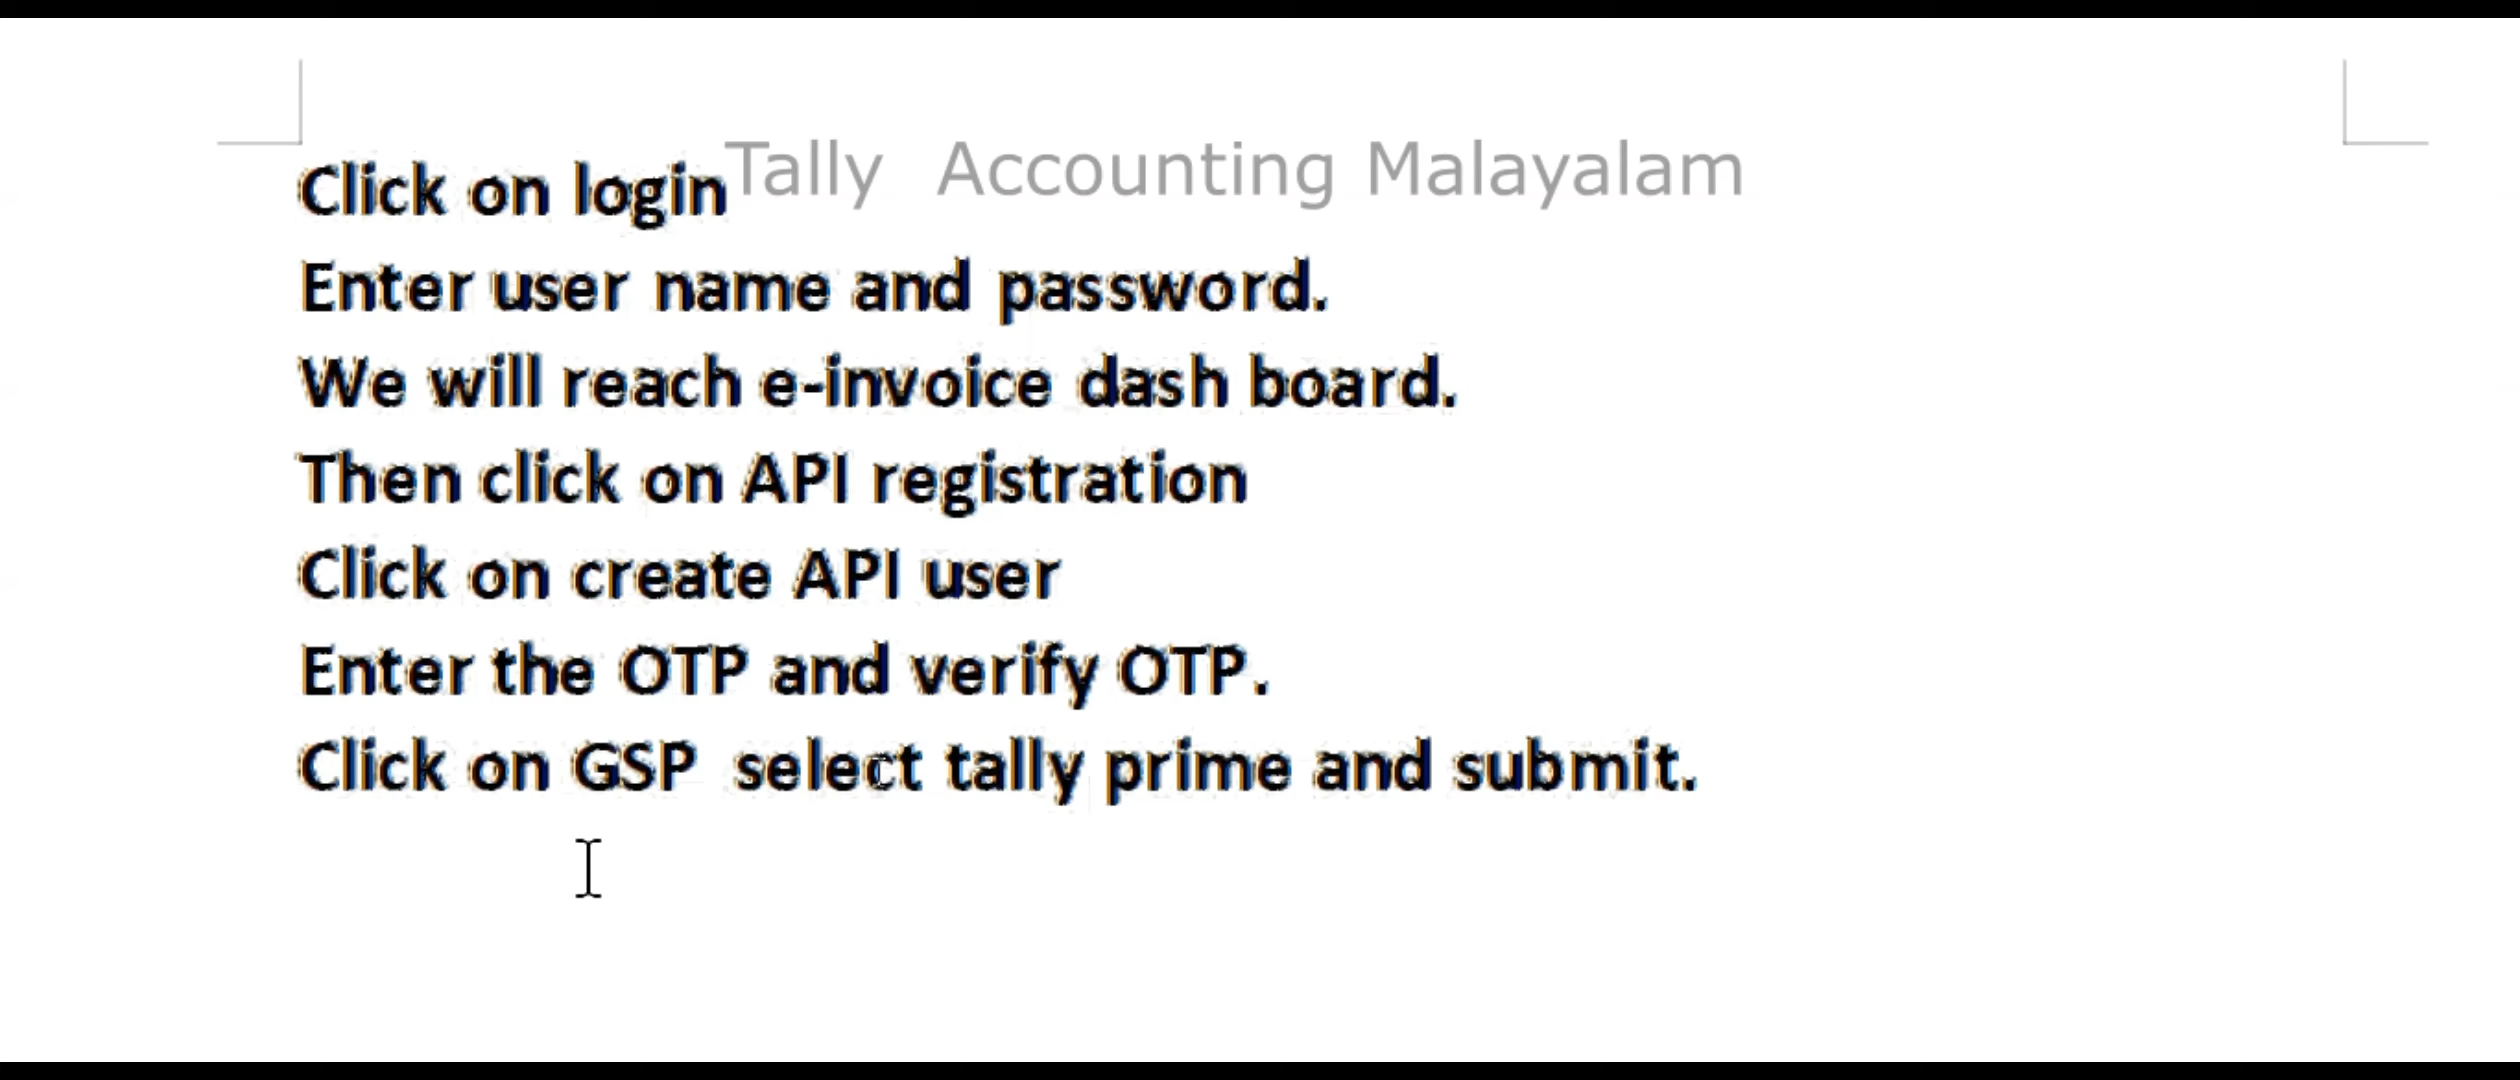 Tally Accounting Malayalam
Click on login
Enter user name and password.
We will reach e-invoice dash board.
Then click on API registration
Click on create API user
Enter the OTP and verify OTP.
Click on GSP select tally prime and submit.